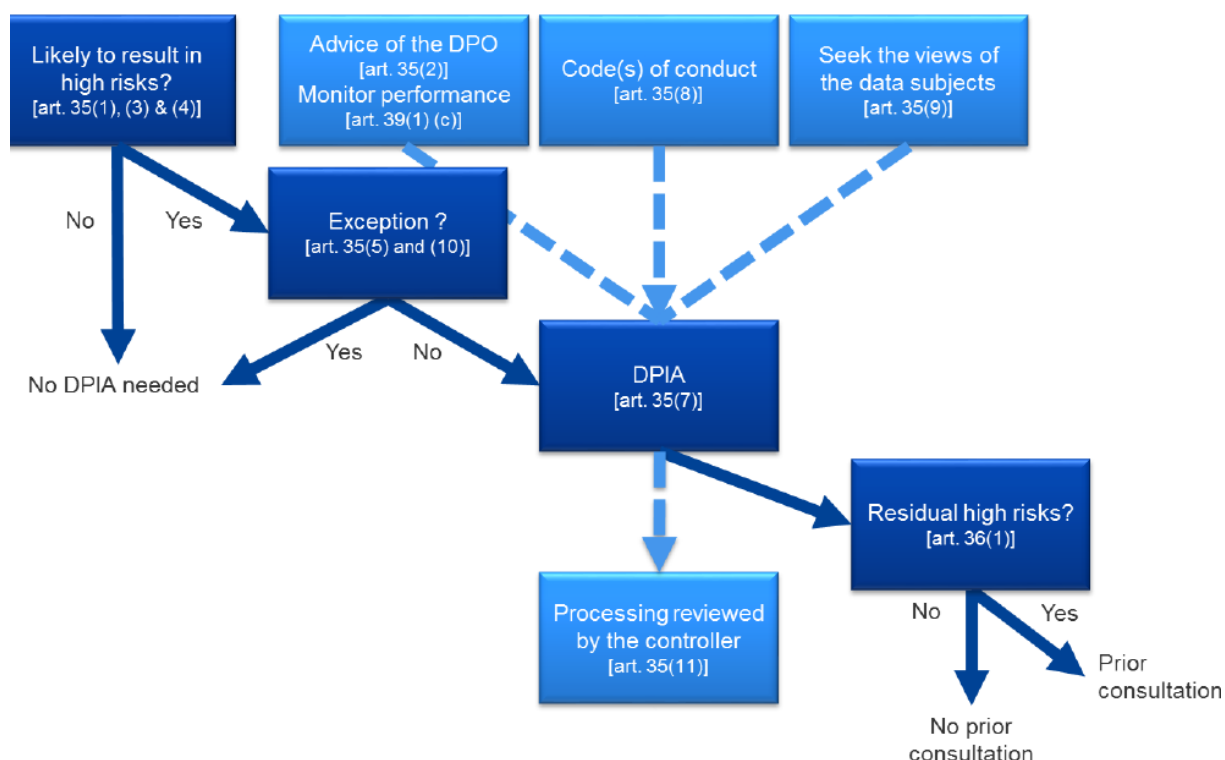 Likely to result in
high risks?
[art. 35(1), (3) & (4)]
Advice of the DPO
[art. 35(2)]
Monitor performance
[art. 39(1) (c)]
Code(s) of conduct
[art. 35(8)]
Seek the views of
the data subjects
[art. 35(9)]
No
Yes
Exception ?
[art. 35(5) and (10)]
Yes
No
No DPIA needed
DPIA
[art. 35(7)]
Residual high risks?
[art. 36(1)]
Processing reviewed
by the controller
[art. 35(11)]
No
Yes
Prior
consultation
No prior
consultation